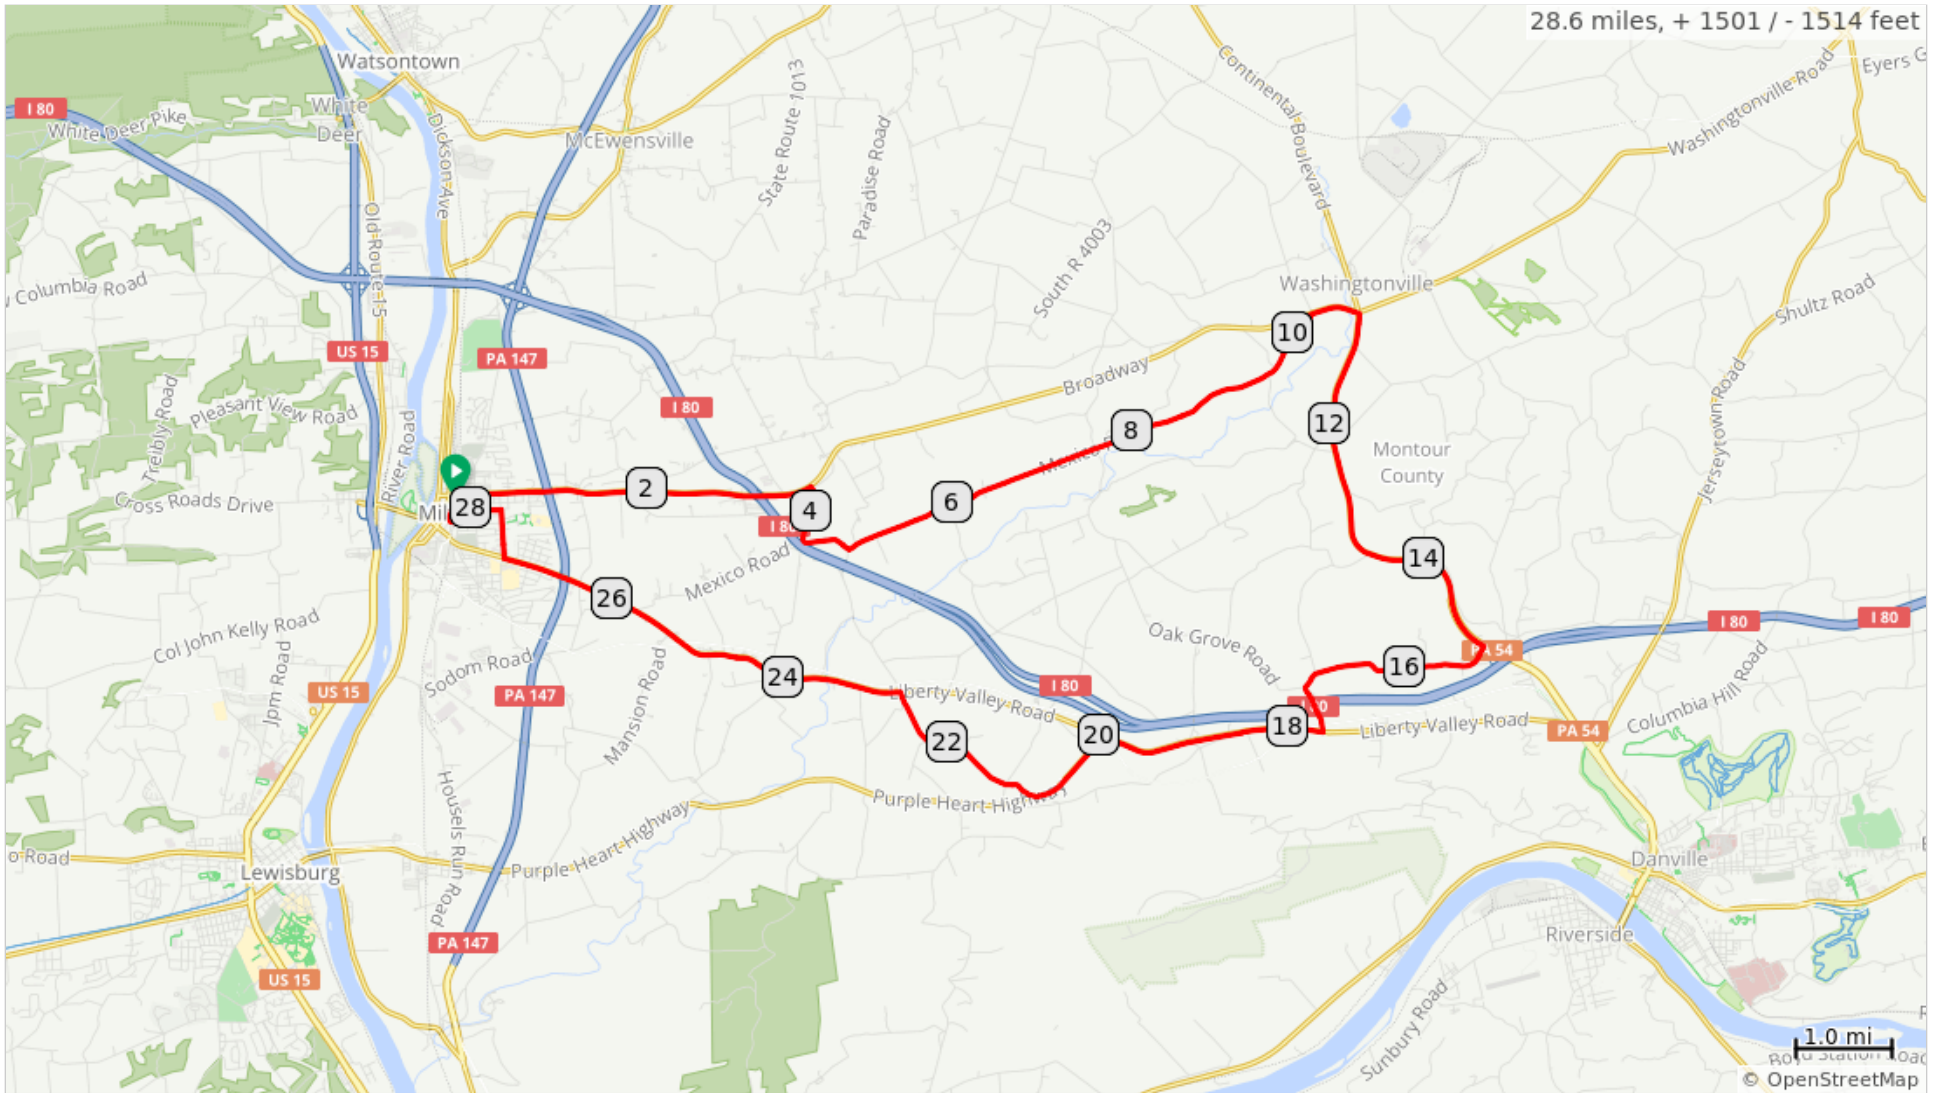 28.6 miles, + 1501 / - 1514 feet
Watsontown
I 80
White Deer Pike
White
Deer
Dickson Ave
McEwensville
State Route 1013
Paradise Road
Continental Boulevard
Washingtonville Road
Eyers G
Old Route 15
South R 4003
v Columbia Road
Washingtonville
Shultz Road
US 15
PA 147
Broadway
10
I 80
Pleasant View Road
Treibly Road
River Road
8
12
Montour
County
Jerseytown Road
Cross Roads Drive
28
Mil
2
4
6
I 80
Mexico Road
14
26
Col John Kelly Road
Sodom Road
Jpm Road
Mansion Road
24
Oak Grove Road
PA 54
16
I 80
I 80
US 15
PA 147
Liberty Valley Road
I 80
18
20
22
Liberty Valley Road
PA 54
Columbia Hill Road
Purple Heart Highway
Purple Heart Highway
Housels Run Road
o Road
Lewisburg
Danville
Riverside
PA 147
US 15
Sunbury Road
1.0 mi
© OpenStreetMap